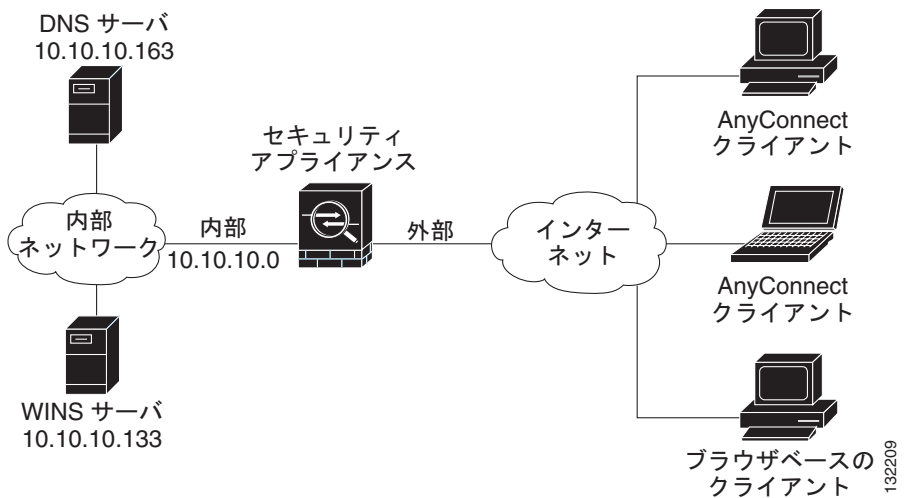 DNS サーバ
10.10.10.163
セキュリティ
アプライアンス
内部
ネットワーク
内部
10.10.10.0
外部
インター
ネット
WINS サーバ
10.10.10.133
AnyConnect
クライアント
AnyConnect
クライアント
ブラウザベースの
クライアント
132209